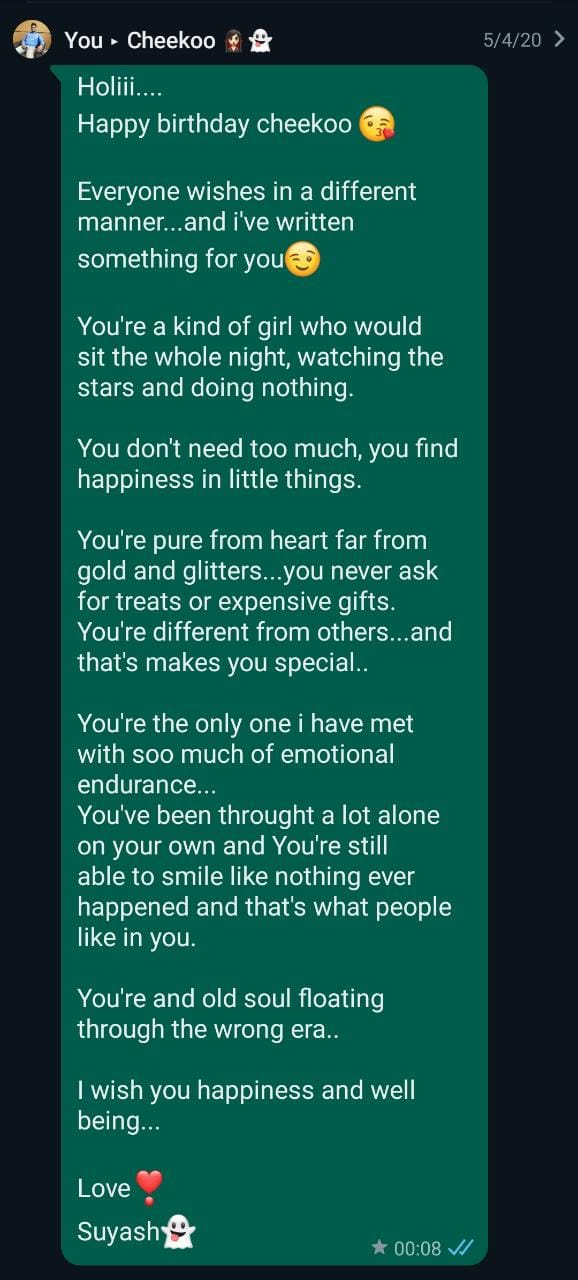 You ▸ Cheekoo 👩🏻👻 5/4/20
Holiii....
Happy birthday cheekoo 😘
Everyone wishes in a different
manner...and i've written
something for you😉
You're a kind of girl who would
sit the whole night, watching the
stars and doing nothing.
You don't need too much, you find
happiness in little things.
You're pure from heart far from
gold and glitters...you never ask
for treats or expensive gifts.
You're different from others...and
that's makes you special..
You're the only one i have met
with soo much of emotional
endurance...
You've been throught a lot alone
on your own and You're still
able to smile like nothing ever
happened and that's what people
like in you.
You're and old soul floating
through the wrong era..
I wish you happiness and well
being...
Love❣️
Suyash👻
00:08